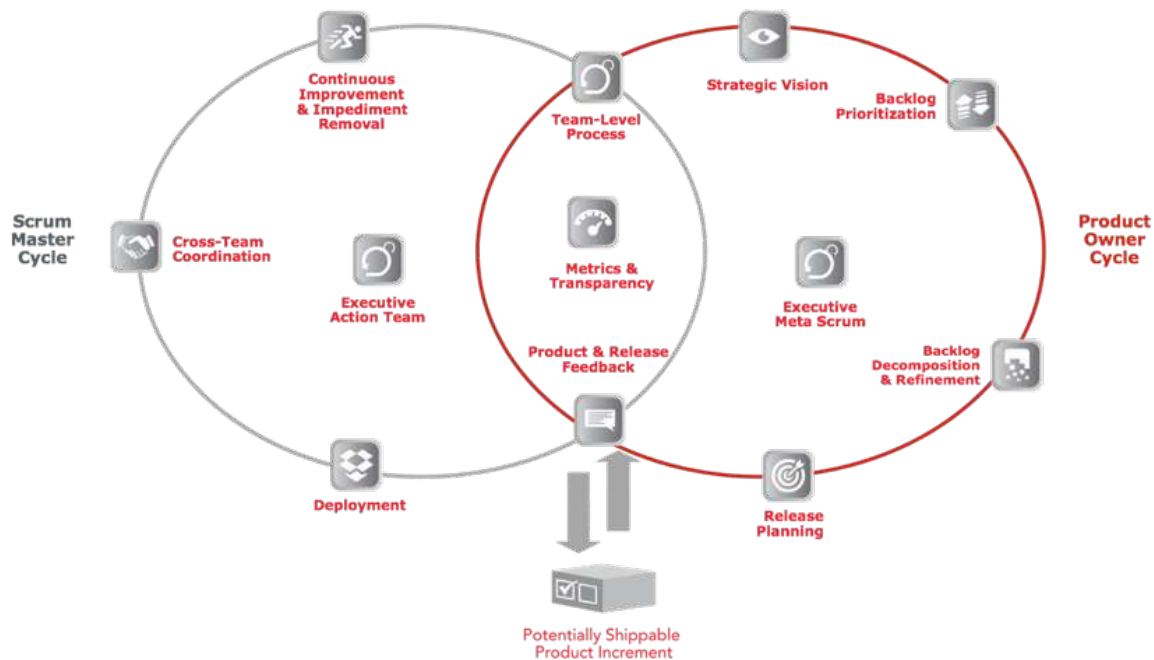 Continuous
Improvement
& Impediment
Removal
Team-Level
Process
Strategic Vision
Backlog
Prioritization
Scrum
Master
Cycle
Cross-Team
Coordination
Executive
Action Team
Metrics &
Transparency
Executive
Meta Scrum
Product
Owner
Cycle
Product & Release
Feedback
Backlog
Decomposition
& Refinement
Deployment
Release
Planning
Potentially Shippable
Product Increment